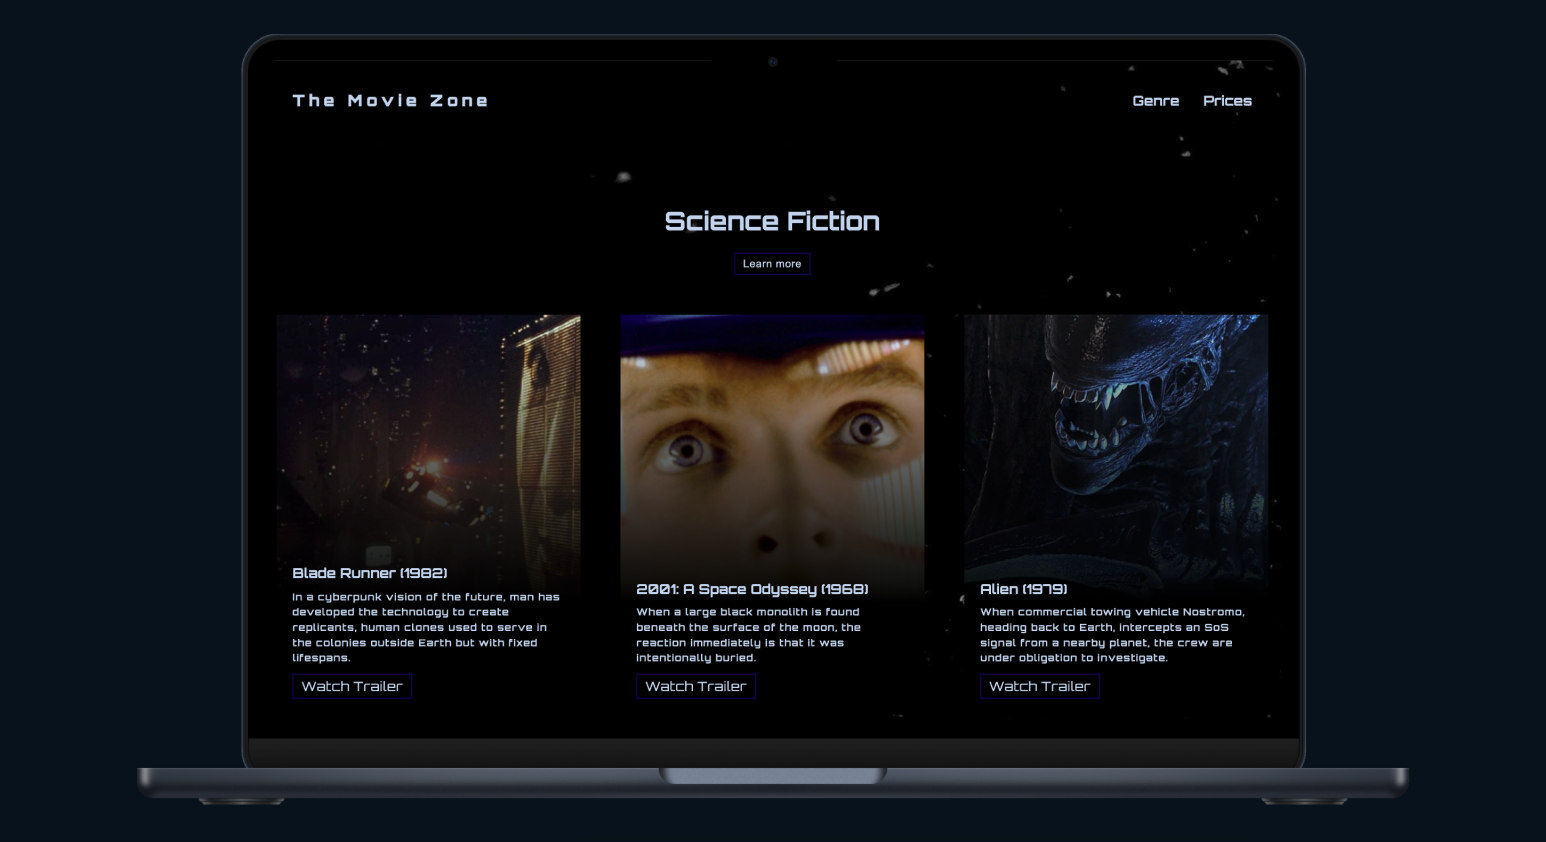 The Movie Zone
Genre Prices
Science Fiction
Learn more
Blade Runner (1982)
In a cyberpunk vision of the future, man has
developed the technology to create
replicants, human clones used to serve in
the colonies outside Earth but with fixed
lifespans.
Watch Trailer
2001: A Space Odyssey (1968)
When a large black monolith is found
beneath the surface of the moon, the
reaction immediately is that it was
intentionally buried.
Watch Trailer
Alien (1979)
When commercial towing vehicle Nostromo,
heading back to Earth, intercepts an SoS
signal from a nearby planet, the crew are
under obligation to investigate.
Watch Trailer